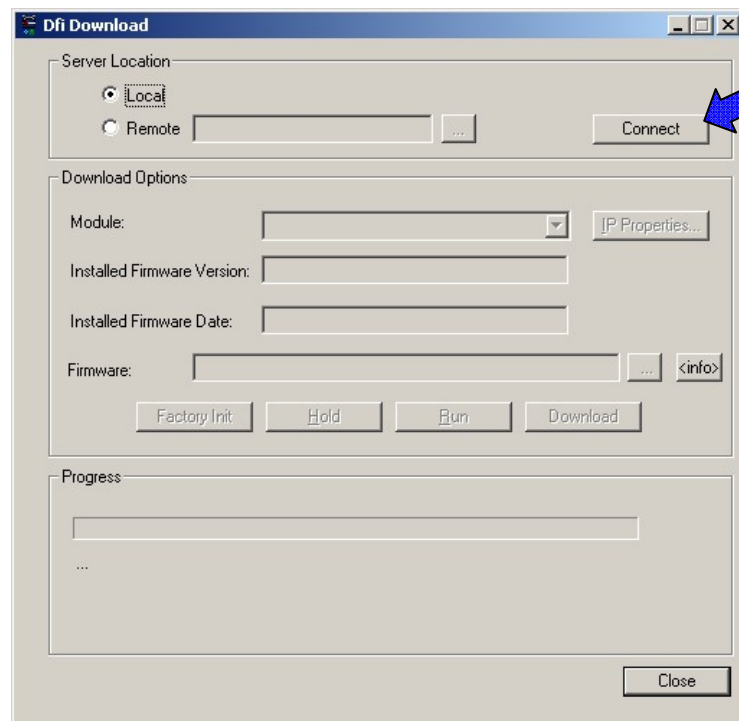 Dfi Download
Server Location
Local
Remote ... Connect
Download Options
Module: IP Properties...
Installed Firmware Version:
Installed Firmware Date:
Firmware: ... <info>
Factory Init Hold Run Download
Progress
...
Close